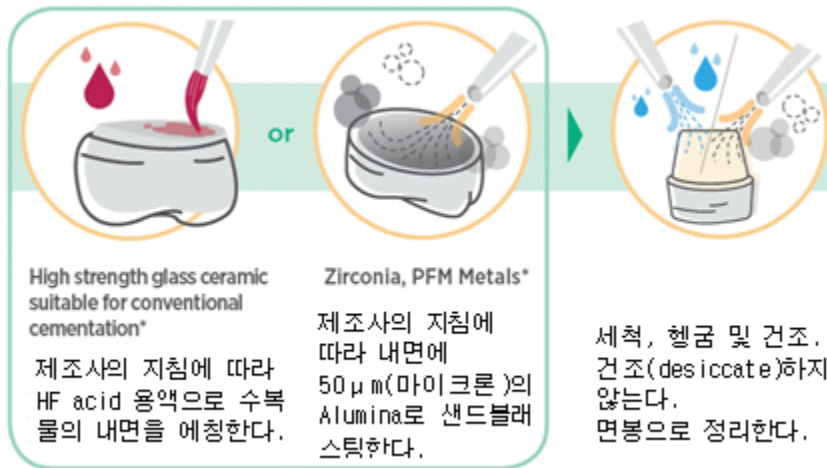 or
High strength glass ceramic
suitable for conventional
cementation*
제조사의 지침에 따라
HF acid 용액으로 수복
물의 내면을 에칭한다.
Zirconia, PFM Metals*
제조사의 지침에
따라 내면에
50μm(마이크론)의
Alumina로 샌드블래
스팅한다.
세척, 헹굼 및 건조.
건조(desiccate)하지
않는다.
면봉으로 정리한다.